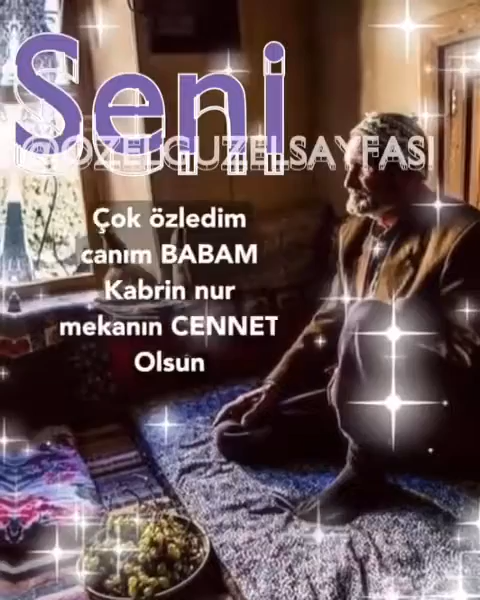 Seni
@OZELGUZELSAYFASI
Çok özledim
canım BABAM
Kabrin nur
mekanın CENNET
Olsun